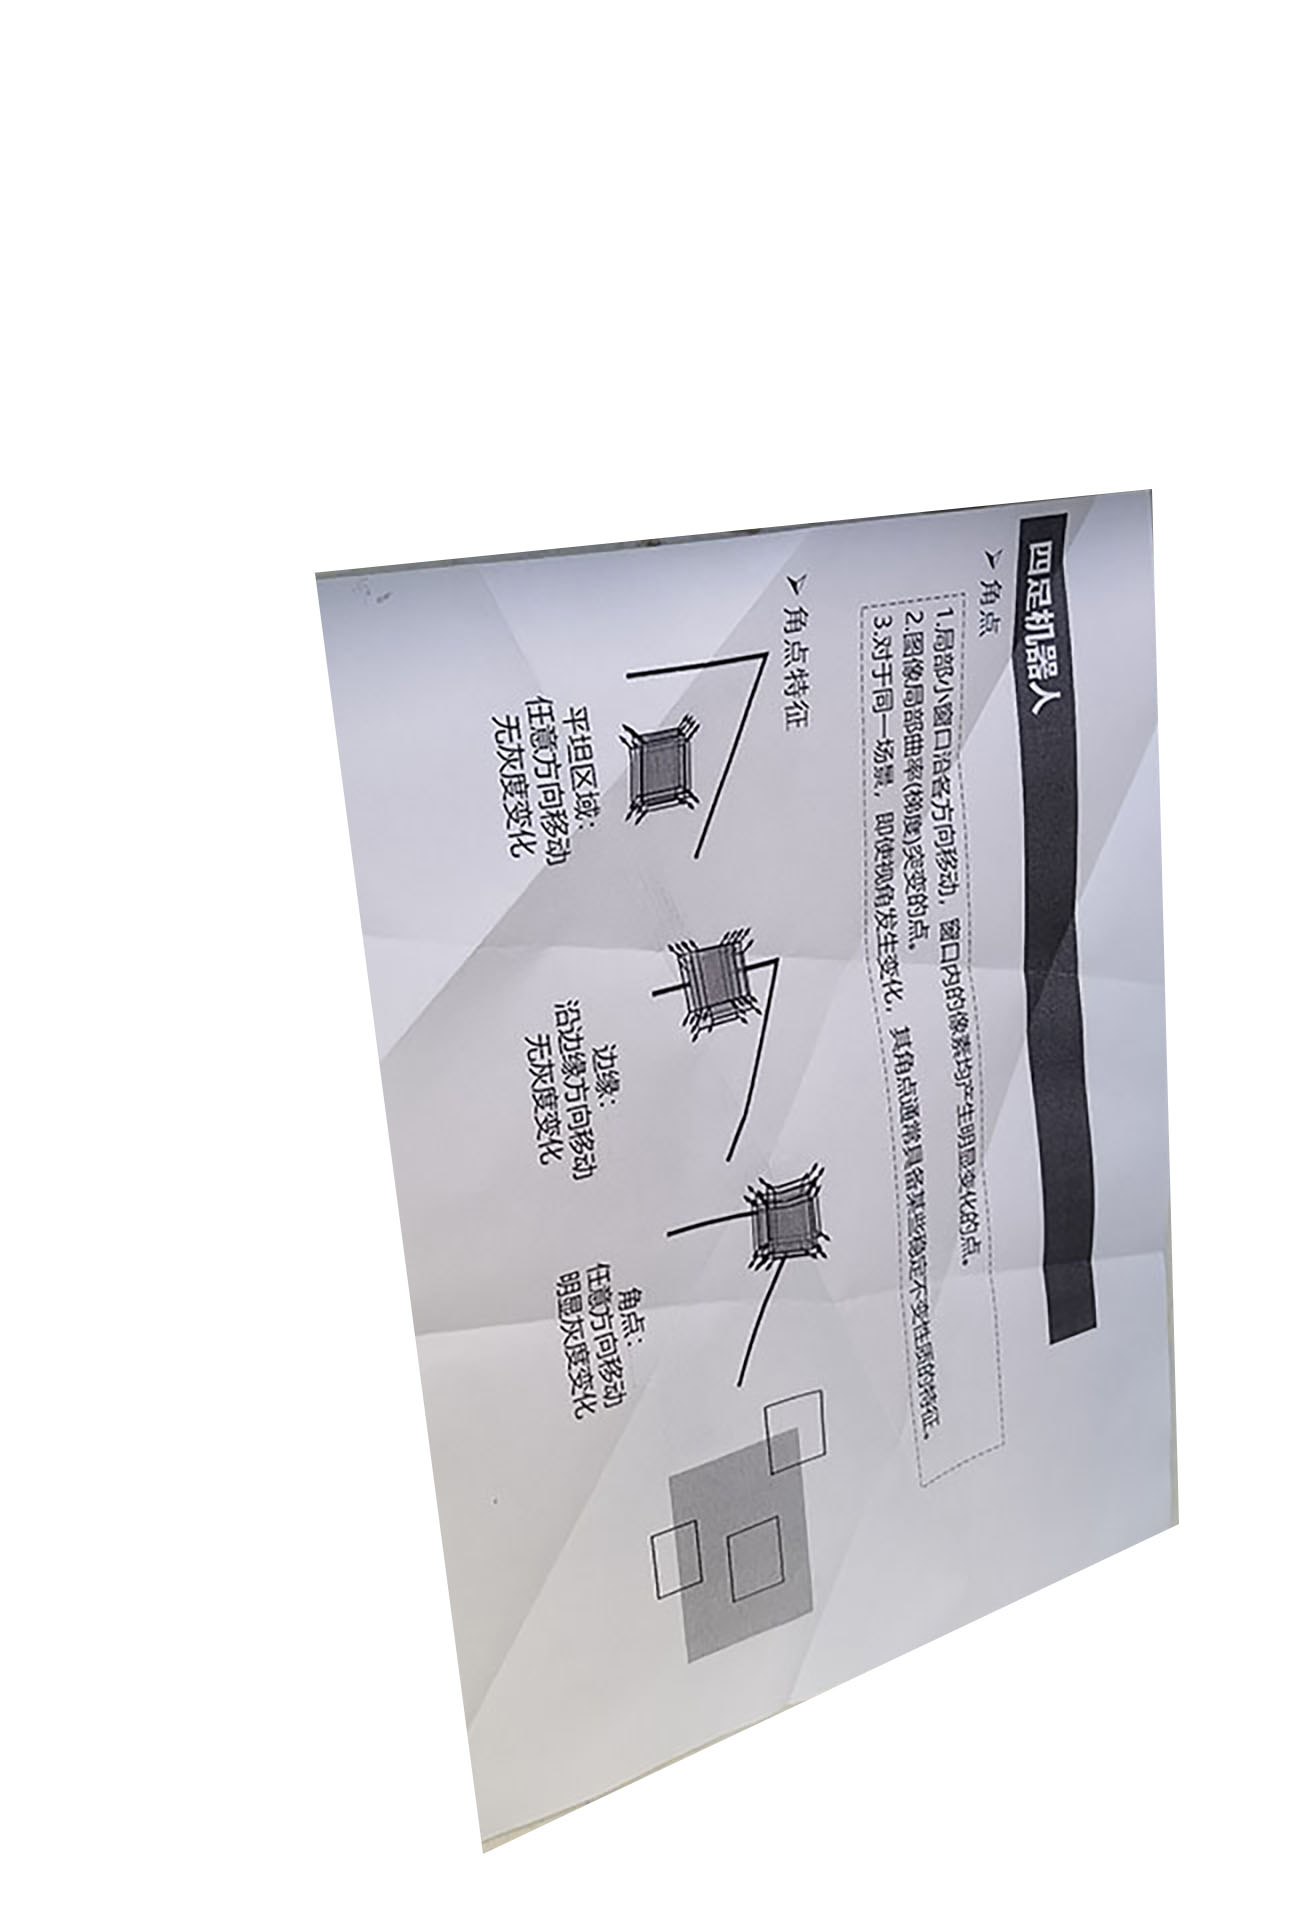 四足机器人
➢ 角点
1.局部小窗口沿各方向移动，窗口内的像素均产生明显变化的点。
2.图像局部曲率(梯度)突变的点。
3.对于同一场景，即使视角发生变化，其角点通常具备某些稳定不变性质的特征。
➢ 角点特征
平坦区域：
任意方向移动
无灰度变化
边缘：
沿边缘方向移动
无灰度变化
角点：
任意方向移动
明显灰度变化